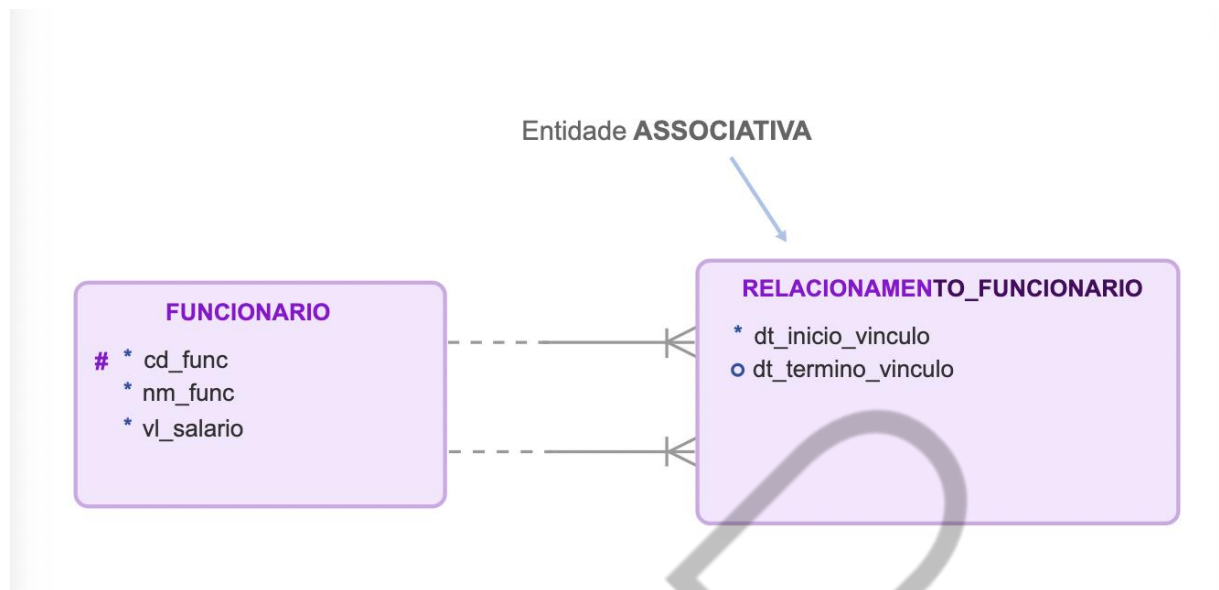 Entidade ASSOCIATIVA
FUNCIONARIO
# * cd_func
* nm_func
* vl_salario
RELACIONAMENTO_FUNCIONARIO
* dt_inicio_vinculo
o dt_termino_vinculo